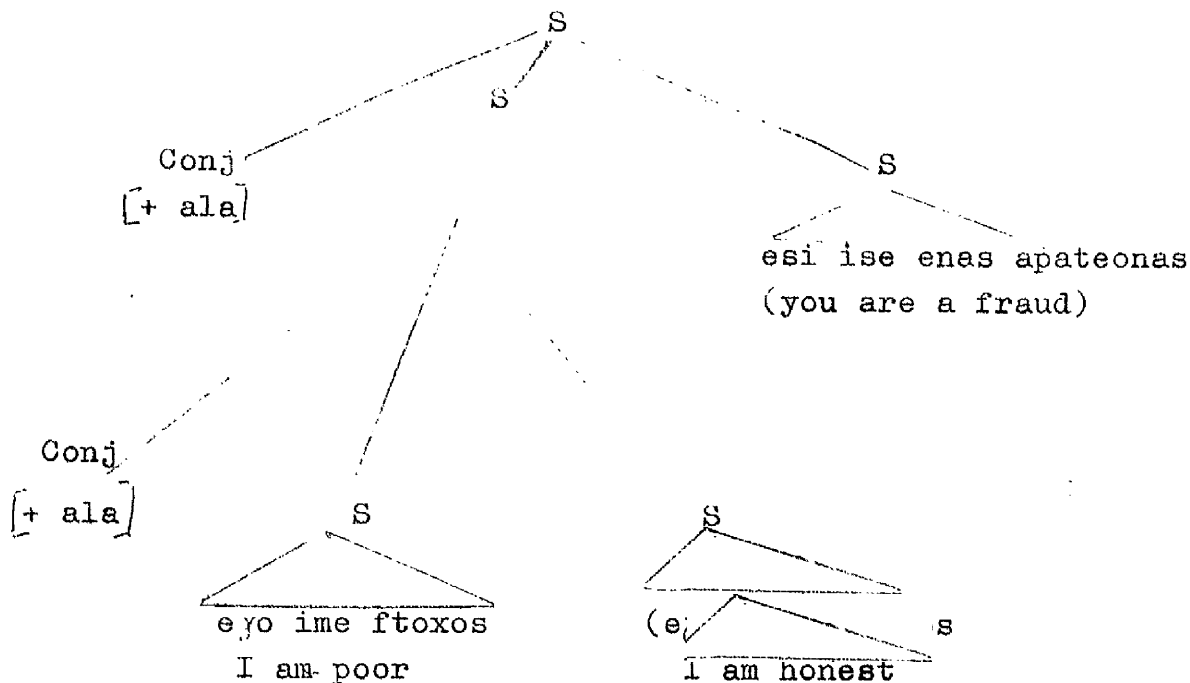 S
S
Conj
[+ ala]
S
esi ise enas apateonas
(you are a fraud)
Conj
[+ ala]
S
S
eyo ime ftoxos
I am poor
I am honest